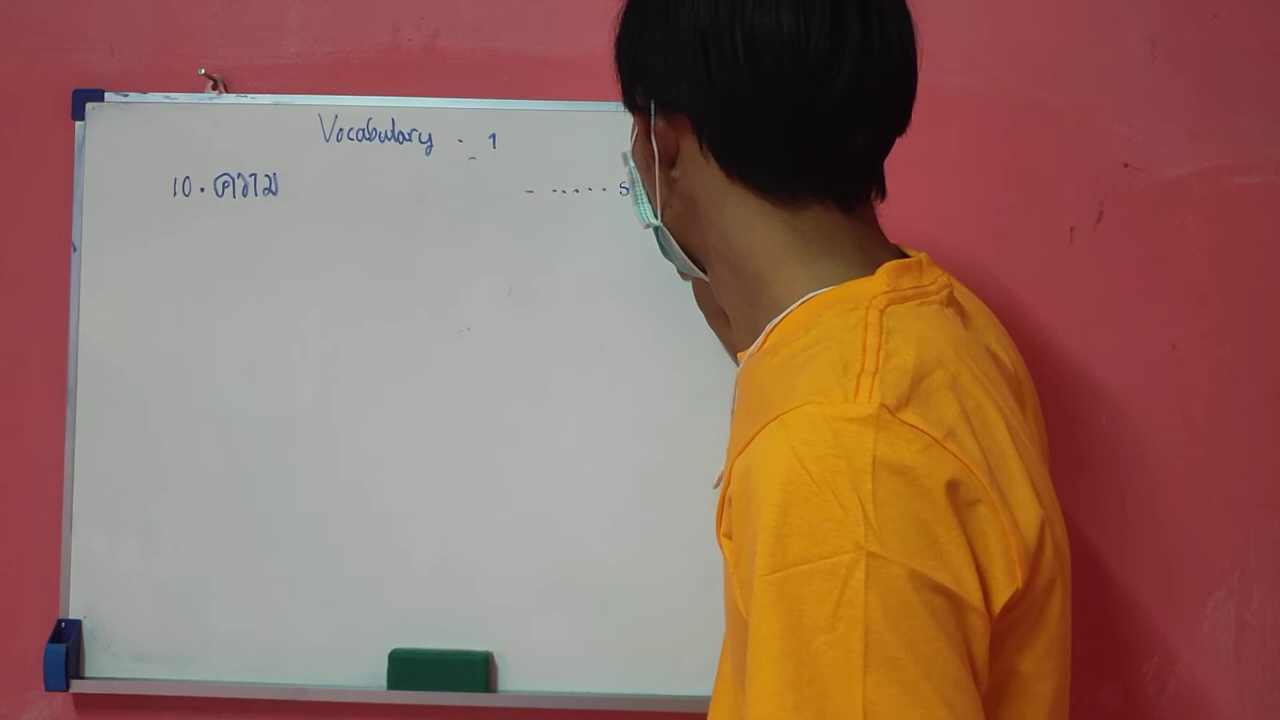 Vocabulary - 1
10. ความ - ...... s